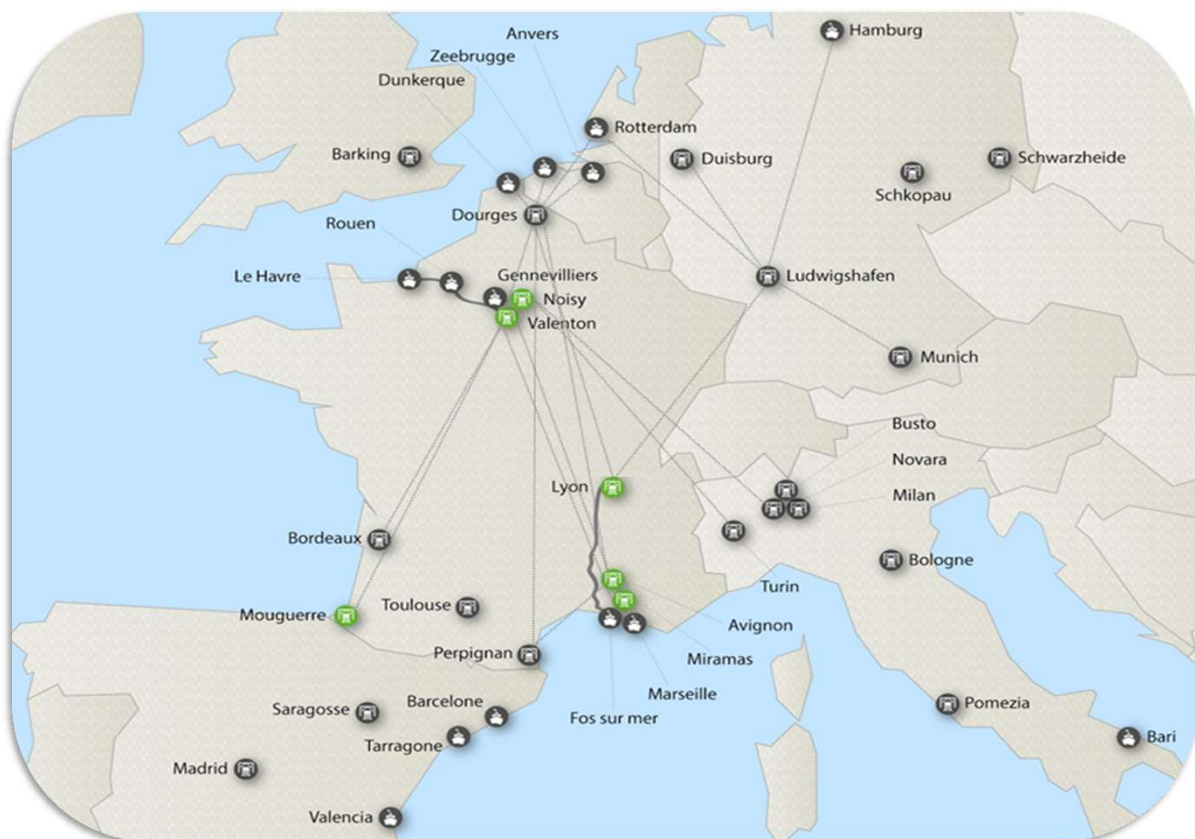 Anvers
Hamburg
Zeebrugge
Dunkerque
Rotterdam
Barking
Duisburg
Schwarzheide
Schkopau
Dourges
Rouen
Le Havre
Gennevilliers
Ludwigshafen
Noisy
Valenton
Munich
Busto
Novara
Lyon
Milan
Bordeaux
Bologne
Turin
Toulouse
Mouguerre
Avignon
Perpignan
Miramas
Marseille
Barcelone
Saragosse
Fos sur mer
Pomezia
Tarragone
Bari
Madrid
Valencia